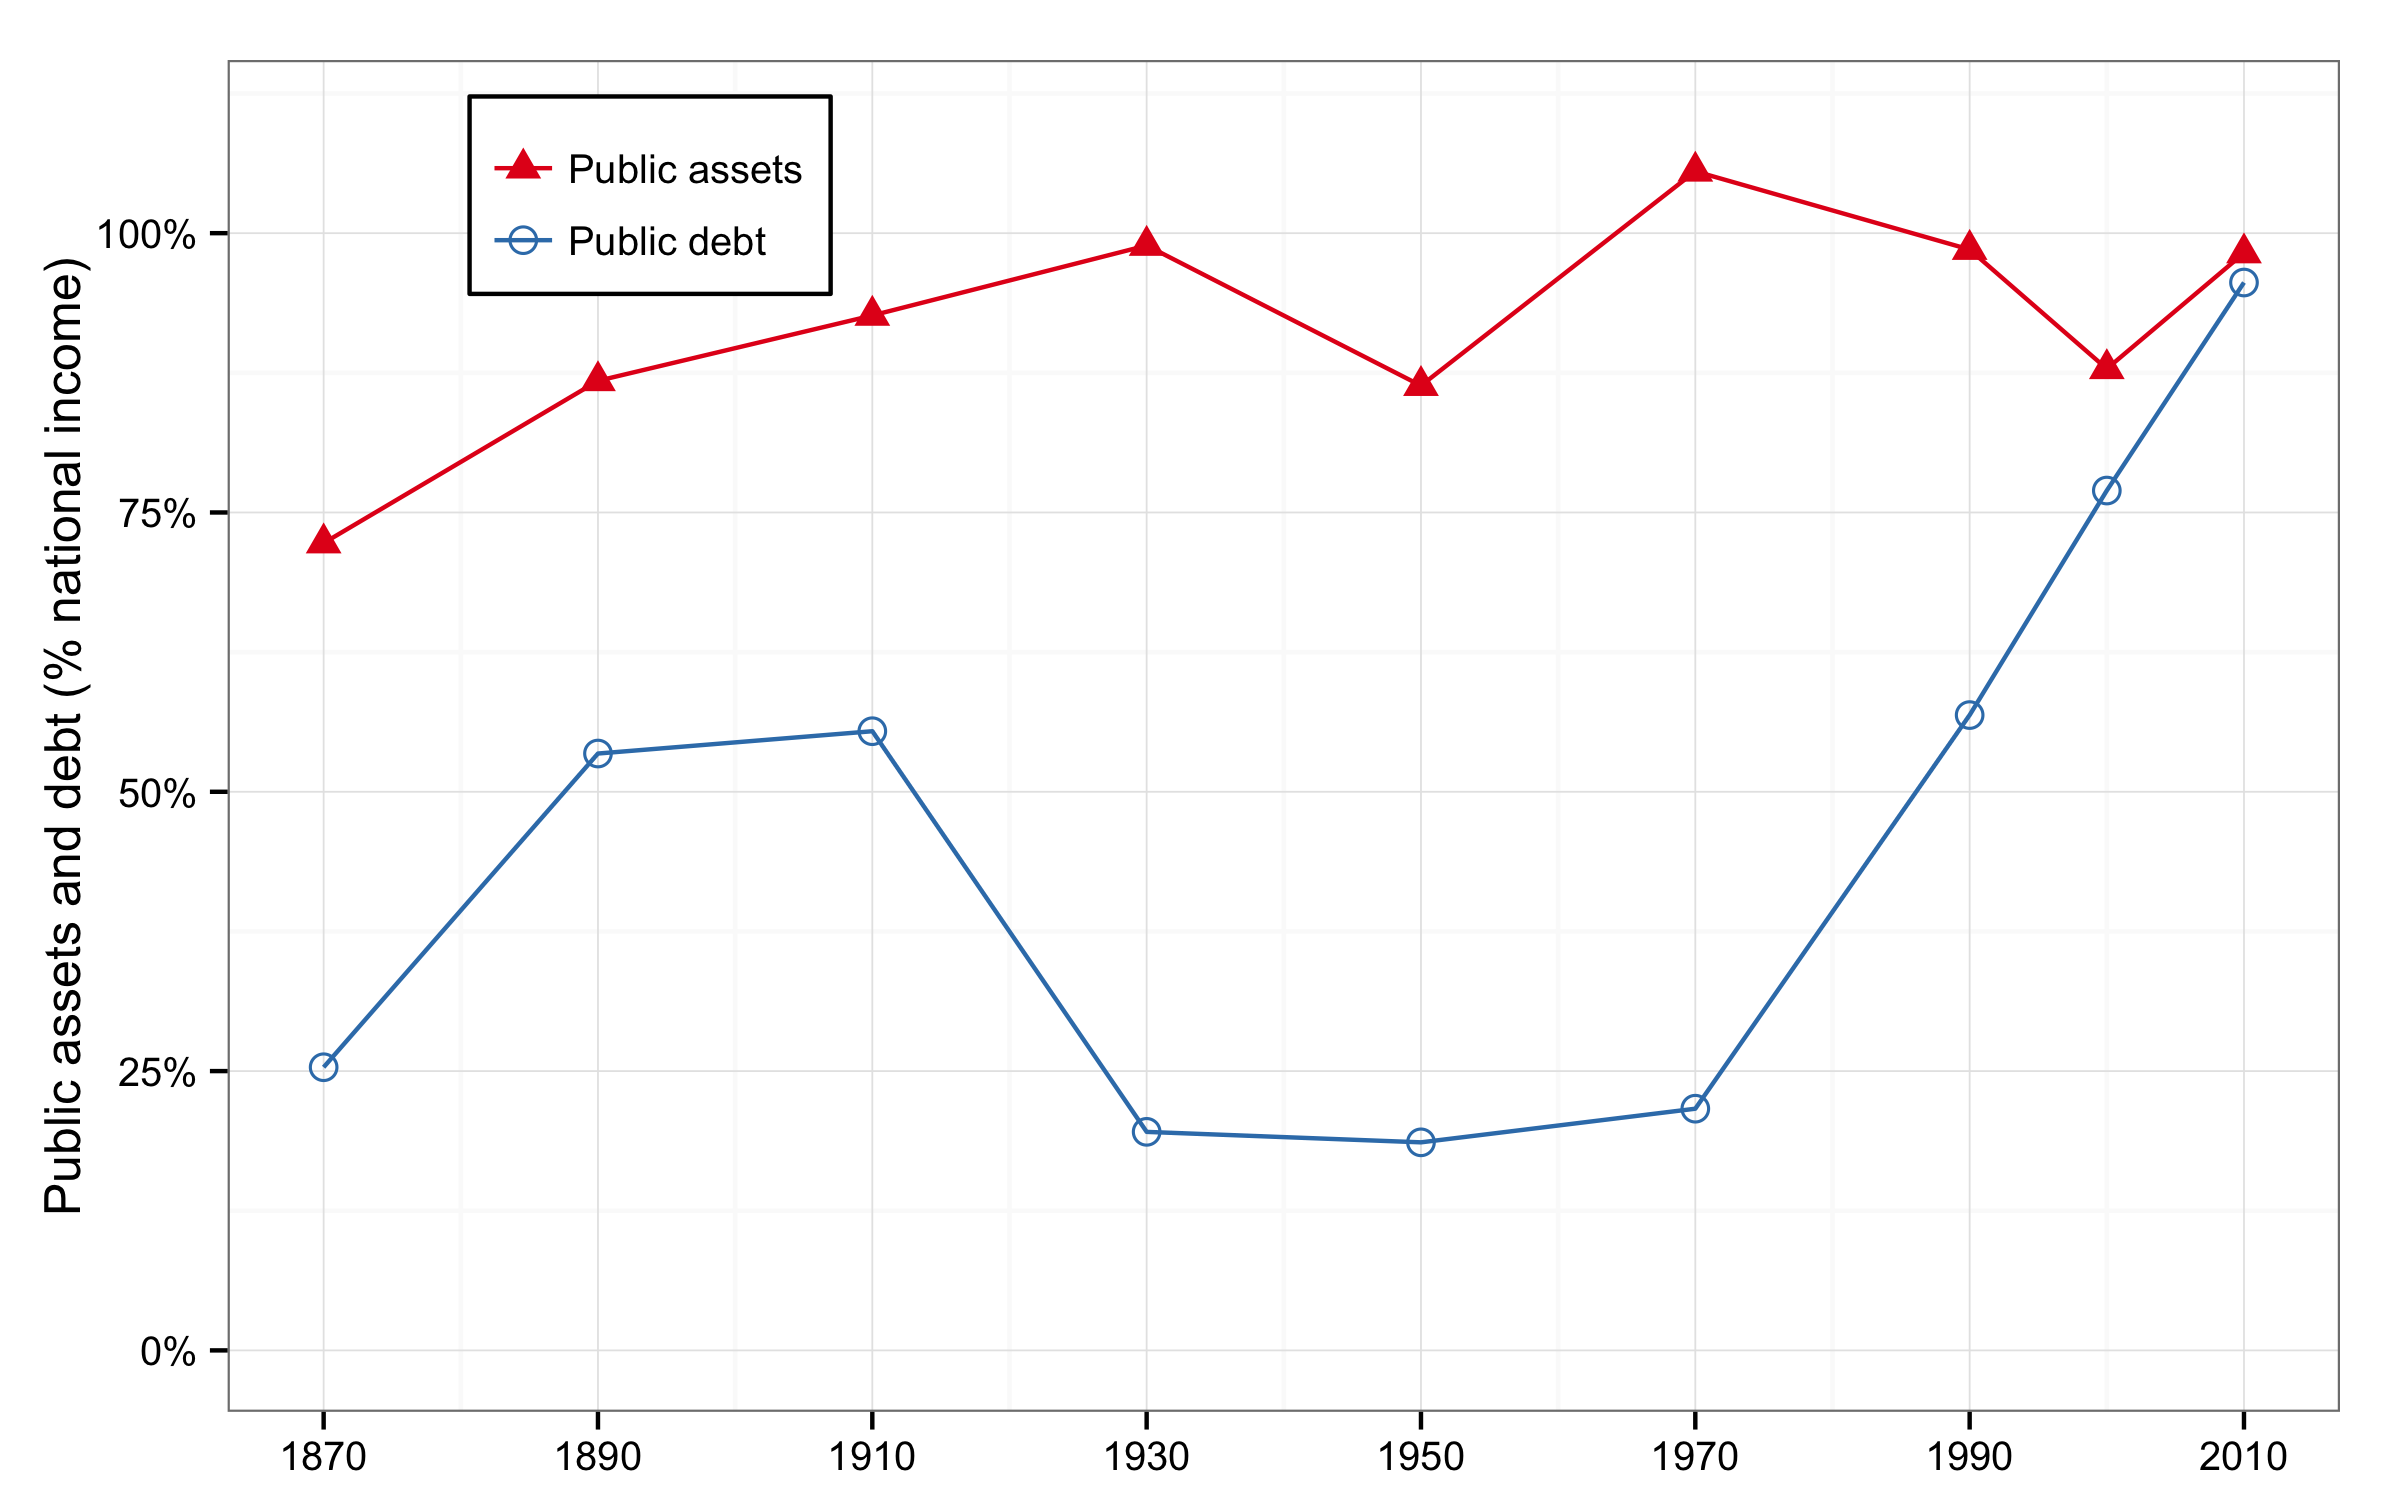 Public assets
Public debt
Public assets and debt (% national income)
100%
75%
50%
25%
0%
1870 1890 1910 1930 1950 1970 1990 2010